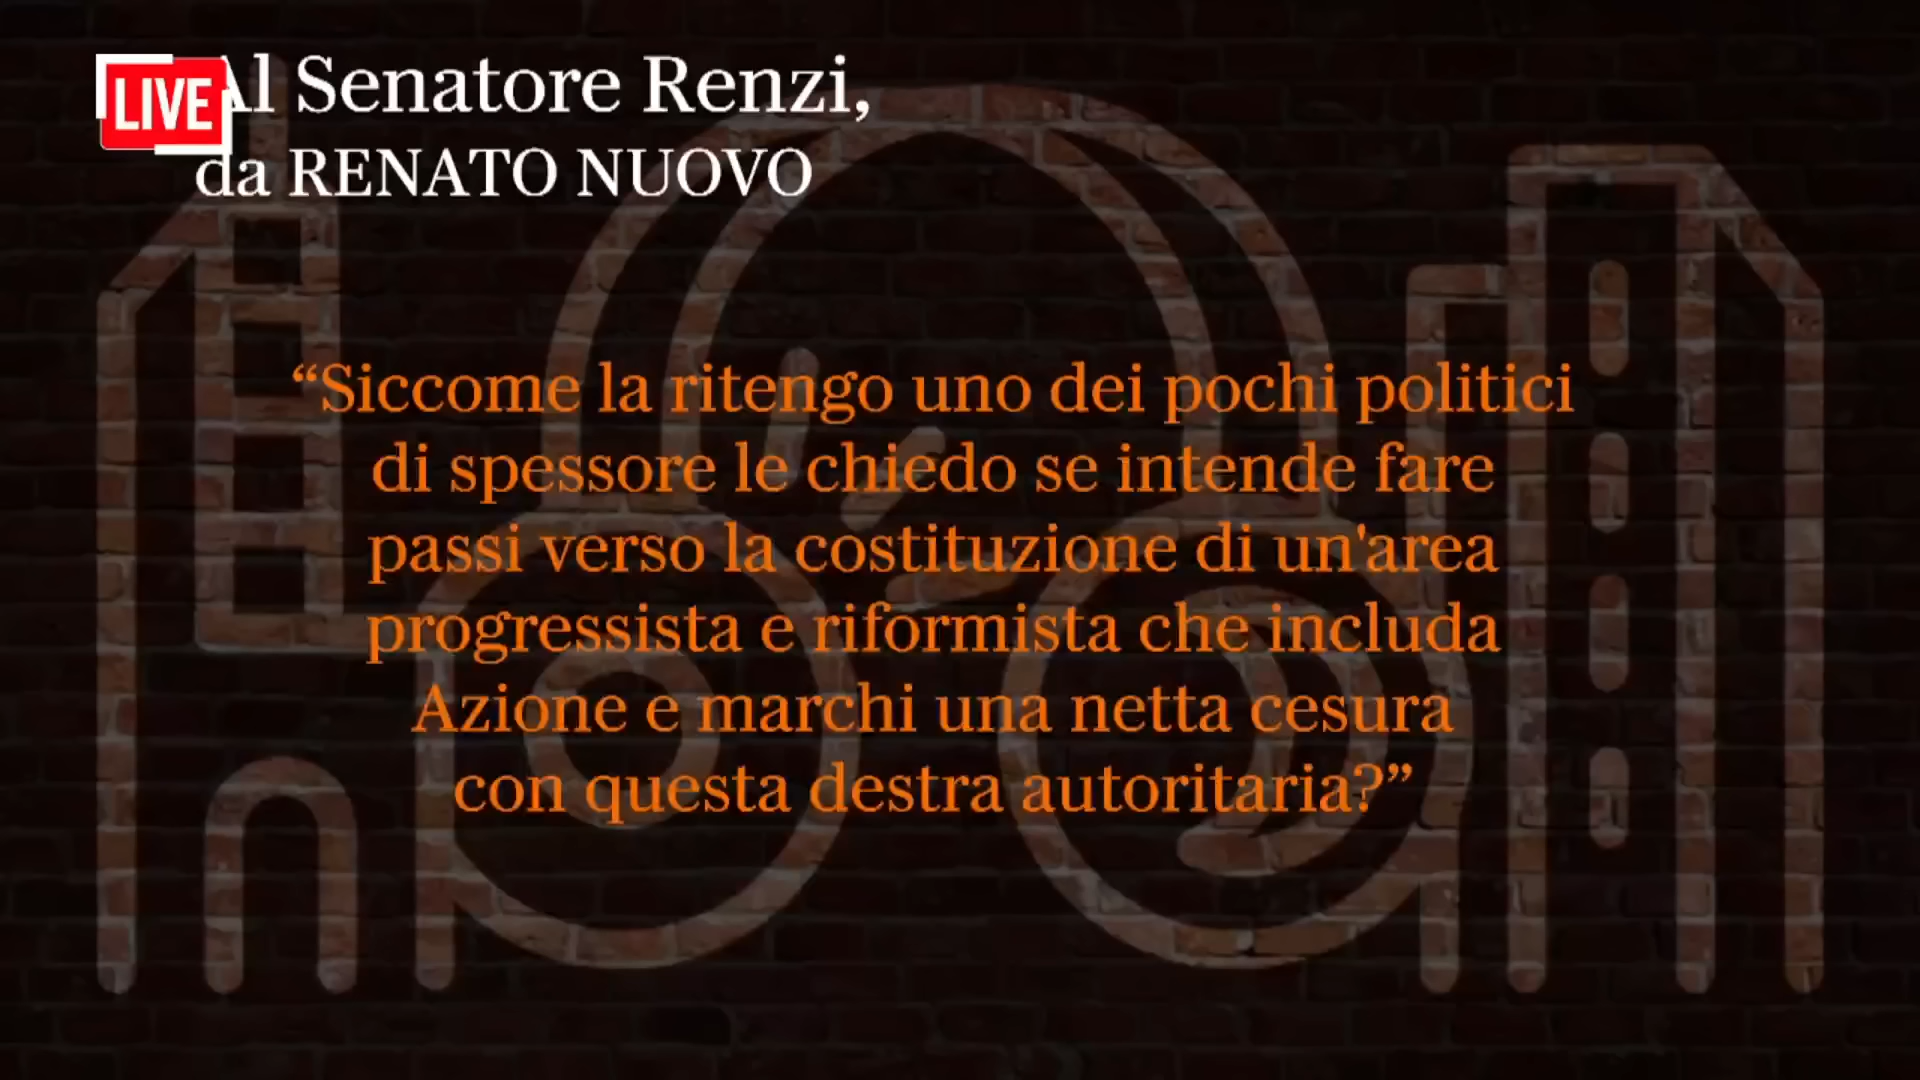 LIVE
Al Senatore Renzi,
da RENATO NUOVO
“Siccome la ritengo uno dei pochi politici
di spessore le chiedo se intende fare
passi verso la costituzione di un'area
progressista e riformista che includa
Azione e marchi una netta cesura
con questa destra autoritaria?”